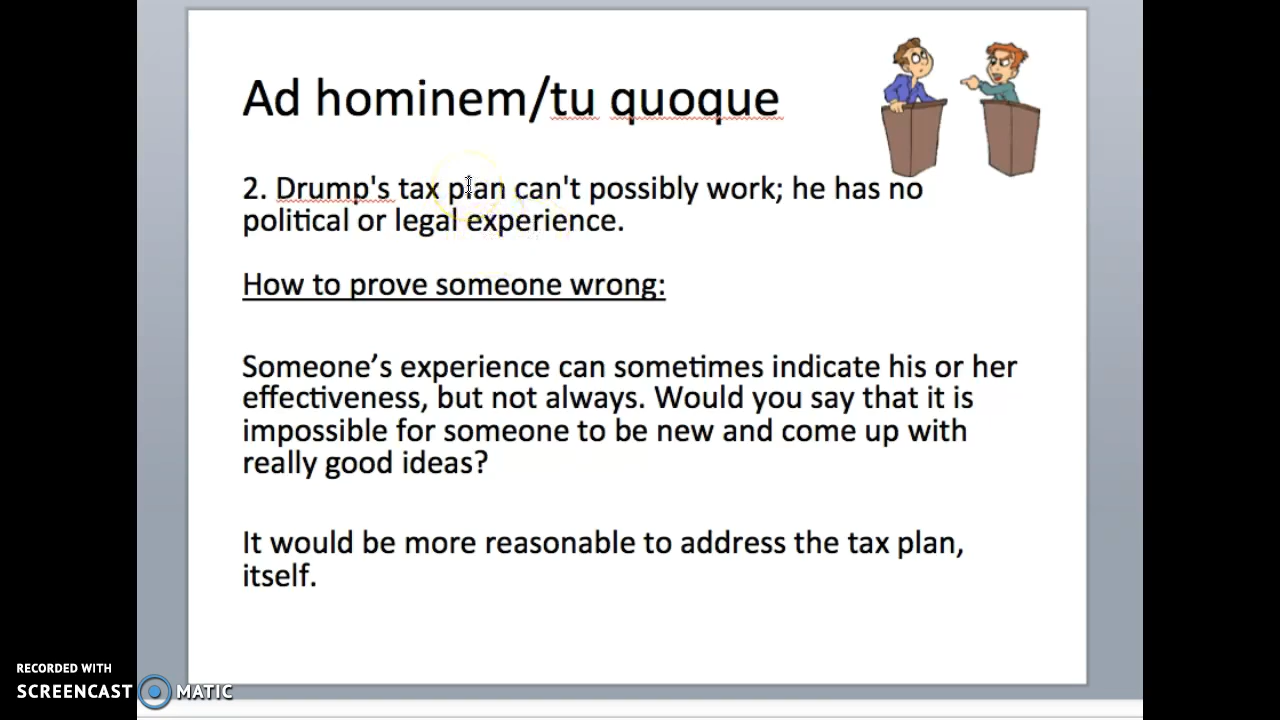 Ad hominem/tu quoque
2. Drump's tax plan can't possibly work; he has no
political or legal experience.
How to prove someone wrong:
Someone’s experience can sometimes indicate his or her
effectiveness, but not always. Would you say that it is
impossible for someone to be new and come up with
really good ideas?
It would be more reasonable to address the tax plan,
itself.
RECORDED WITH
SCREENCAST MATIC